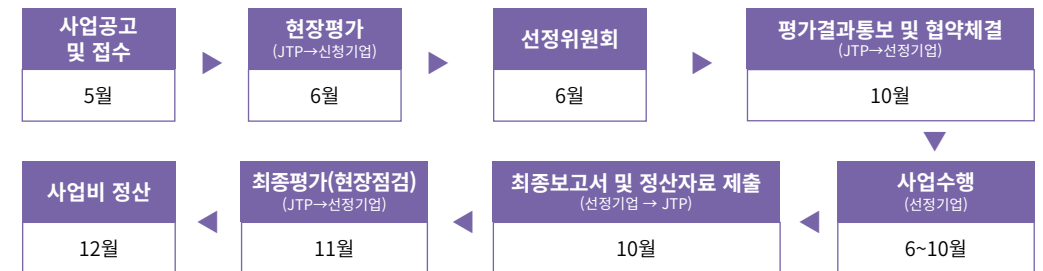 사업공고
및 접수
5월
현장평가
(JTP→신청기업)
6월
선정위원회
6월
평가결과통보 및 협약체결
(JTP→선정기업)
10월
사업수행
(선정기업)
6~10월
최종보고서 및 정산자료 제출
(선정기업 → JTP)
10월
최종평가(현장점검)
(JTP→선정기업)
11월
사업비 정산
12월